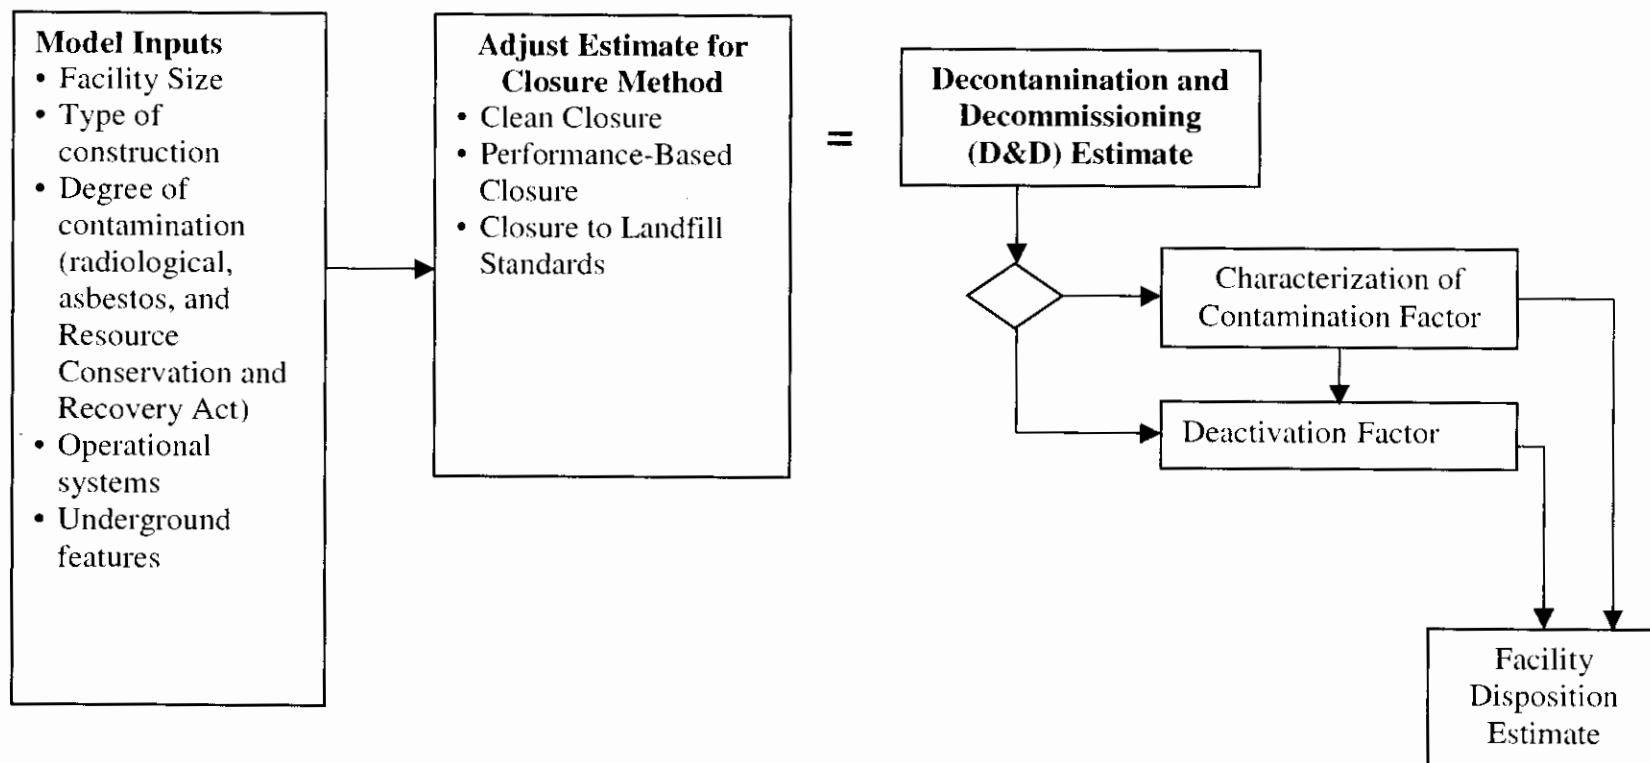 Model Inputs
• Facility Size
• Type of
construction
• Degree of
contamination
(radiological,
asbestos, and
Resource
Conservation and
Recovery Act)
• Operational
systems
• Underground
features
Adjust Estimate for
Closure Method
• Clean Closure
• Performance-Based
Closure
• Closure to Landfill
Standards
=
Decontamination and
Decommissioning
(D&D) Estimate
Characterization of
Contamination Factor
Deactivation Factor
Facility
Disposition
Estimate